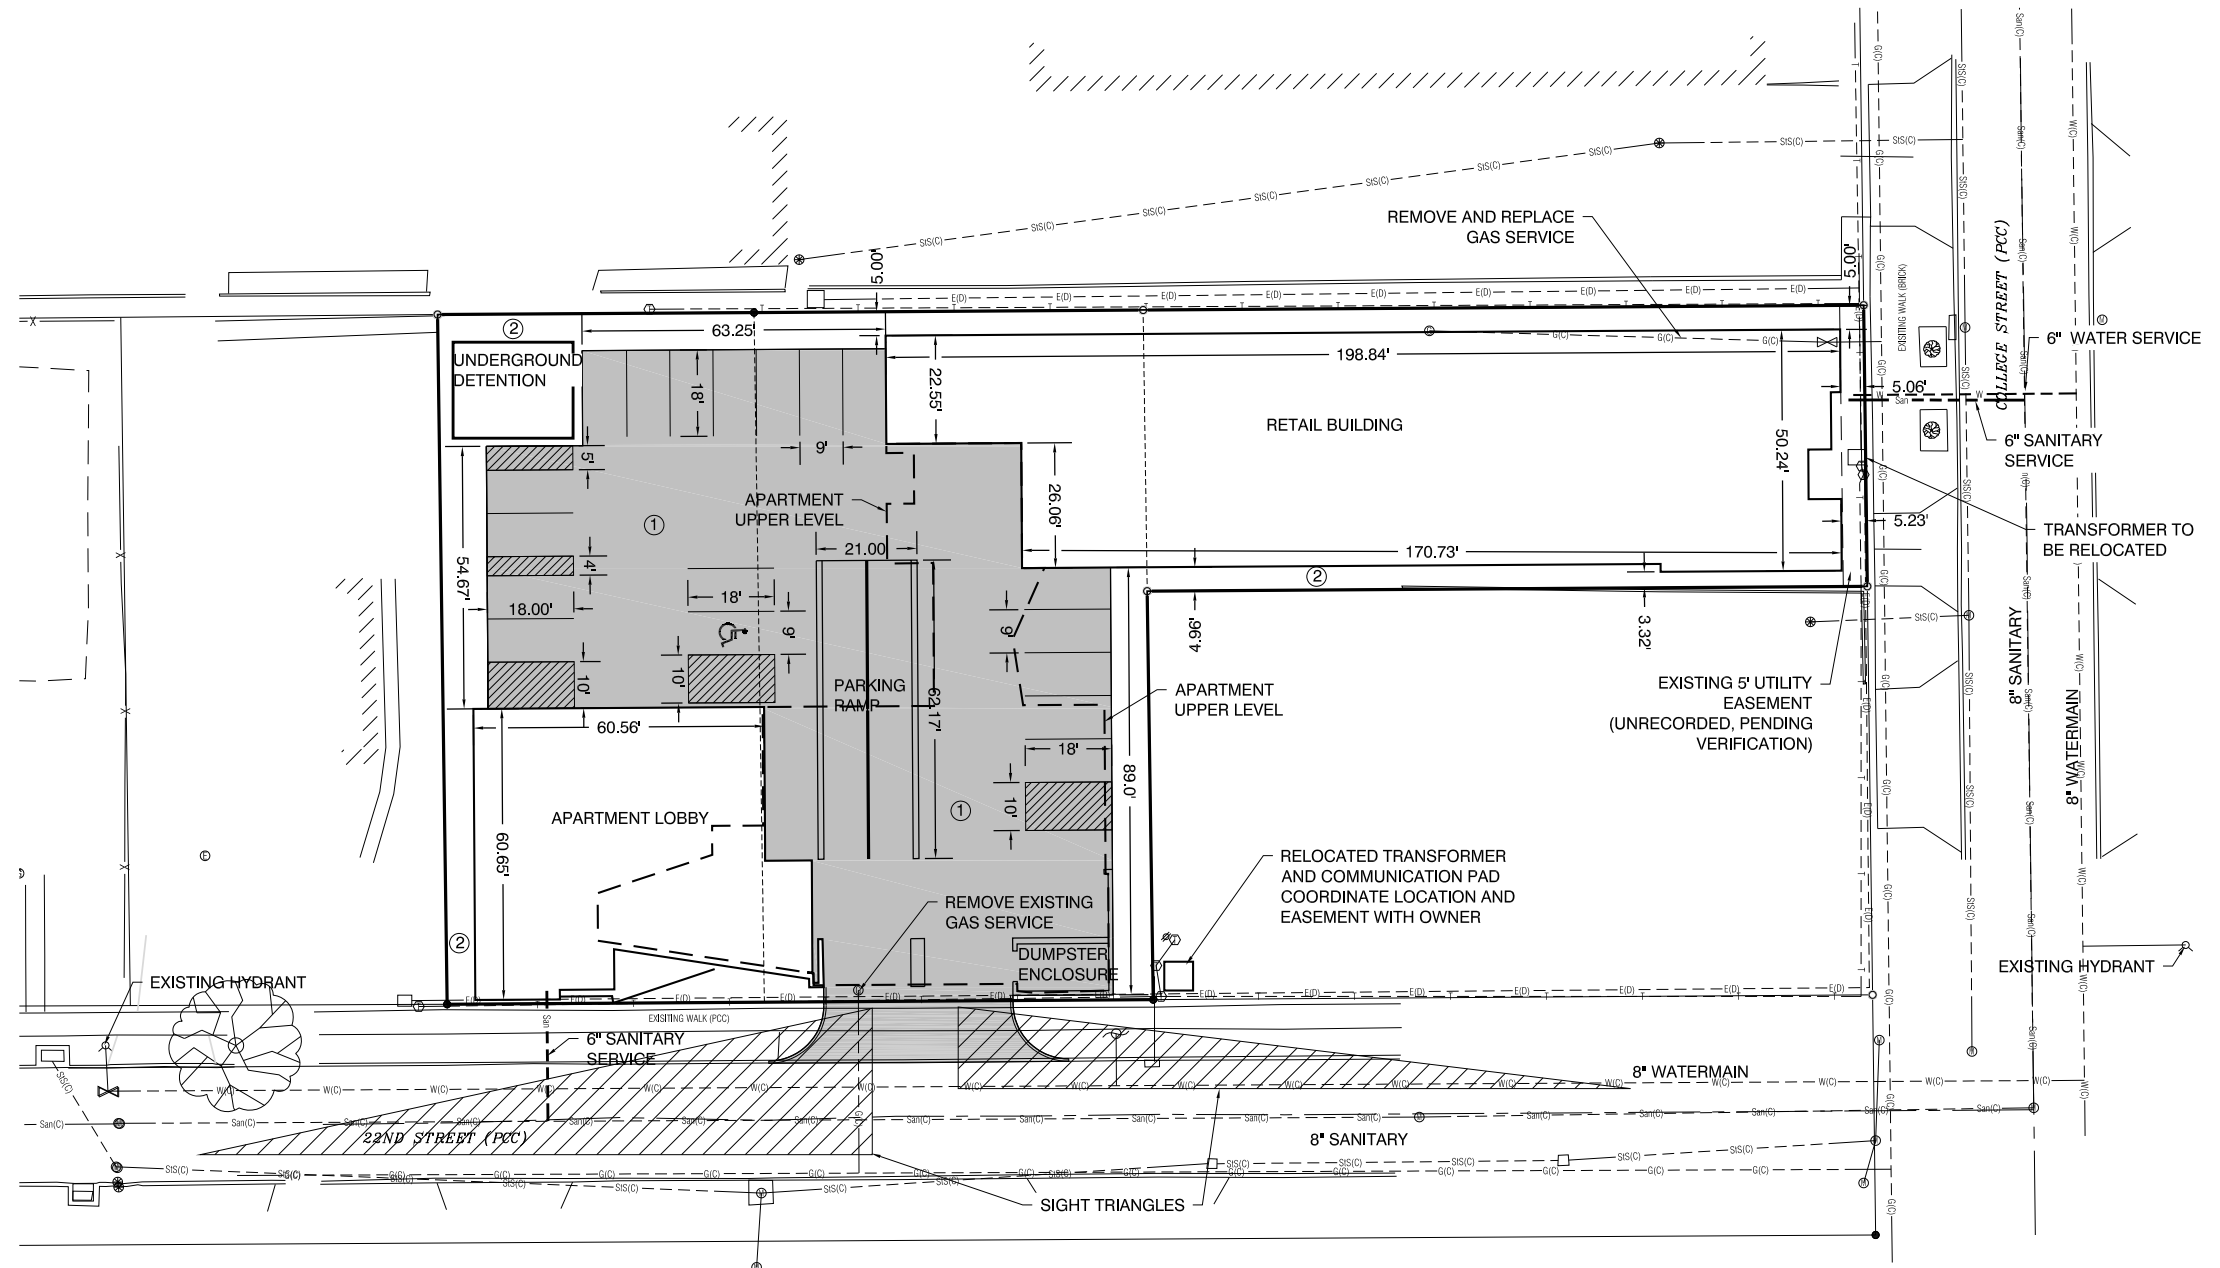 REMOVE AND REPLACE
GAS SERVICE
5.00'
5.00'
63.25'
198.84'
2
UNDERGROUND
DETENTION
18'
22.55'
9'
5'
RETAIL BUILDING
50.24'
5.06'
EXISTING WALK (BRICK)
COLLEGE STREET (PCC)
6" WATER SERVICE
6" SANITARY
SERVICE
APARTMENT
UPPER LEVEL
1
26.06'
21.00
170.73'
5.23'
TRANSFORMER TO
BE RELOCATED
54.67'
4'
18.00'
18'
9'
9'
10'
10'
2
4.96'
3.32'
PARKING
RAMP
62.17'
APARTMENT
UPPER LEVEL
EXISTING 5' UTILITY
EASEMENT
(UNRECORDED, PENDING
VERIFICATION)
8" SANITARY
8" WATERMAIN
60.56'
18'
89.0'
10'
1
APARTMENT LOBBY
60.65'
RELOCATED TRANSFORMER
AND COMMUNICATION PAD
COORDINATE LOCATION AND
EASEMENT WITH OWNER
REMOVE EXISTING
GAS SERVICE
2
DUMPSTER
ENCLOSURE
EXISTING HYDRANT
EXISTING HYDRANT
EXISITING WALK (PCC)
San
6" SANITARY
SERVICE
8" WATERMAIN
22ND STREET (PCC)
8" SANITARY
SIGHT TRIANGLES